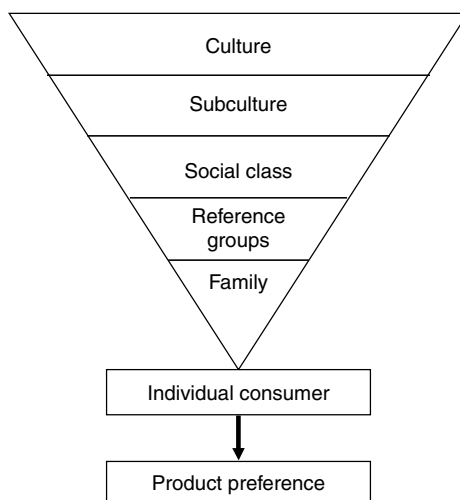 Culture
Subculture
Social class
Reference
groups
Family
Individual consumer
Product preference